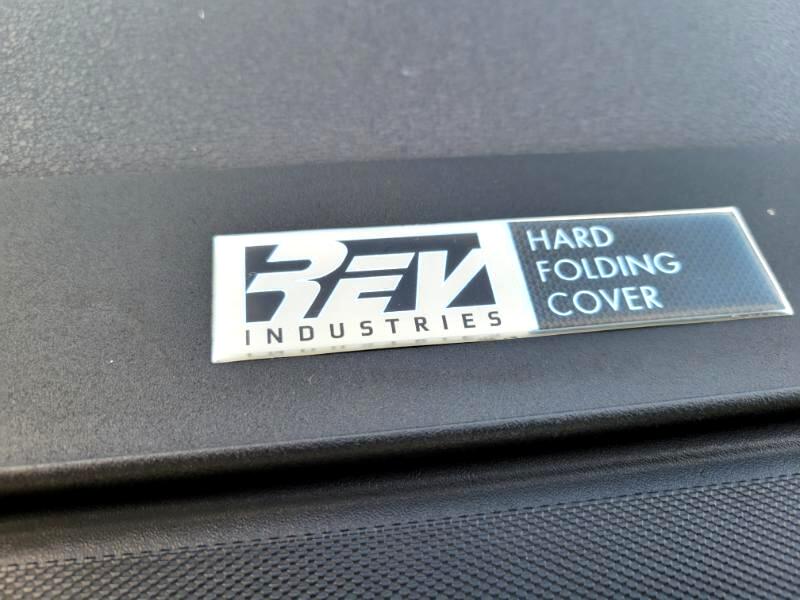 REV
INDUSTRIES
HARD
FOLDING
COVER